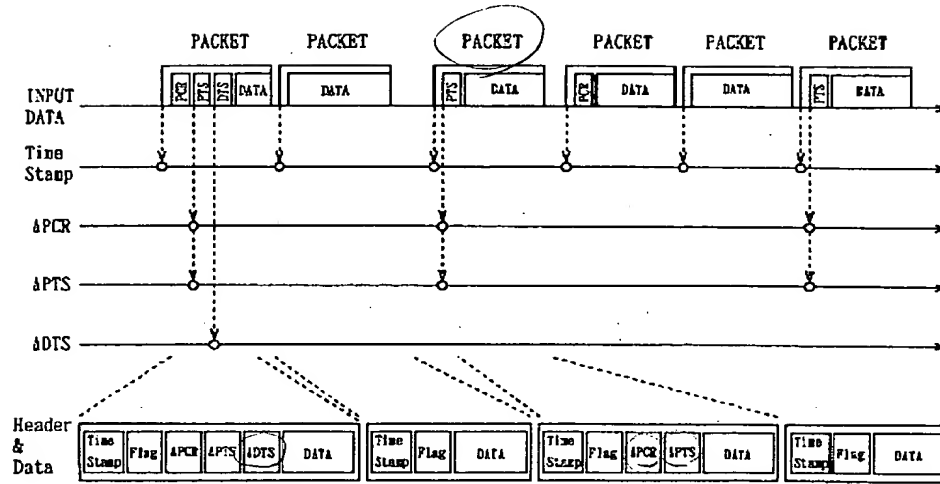 PACKET PACKET PACKET PACKET PACKET PACKET
PCR PTS DTS DATA DATA PTS DATA PCR DATA DATA PTS DATA
INPUT
DATA
Time
Stamp
ΔPCR
ΔPTS
ΔDTS
Header
&
Data
Time
Stamp Flag ΔPCR ΔPTS ΔDTS DATA
Time
Stamp Flag DATA
Time
Stamp Flag ΔPCR ΔPTS DATA
Time
Stamp Flag DATA